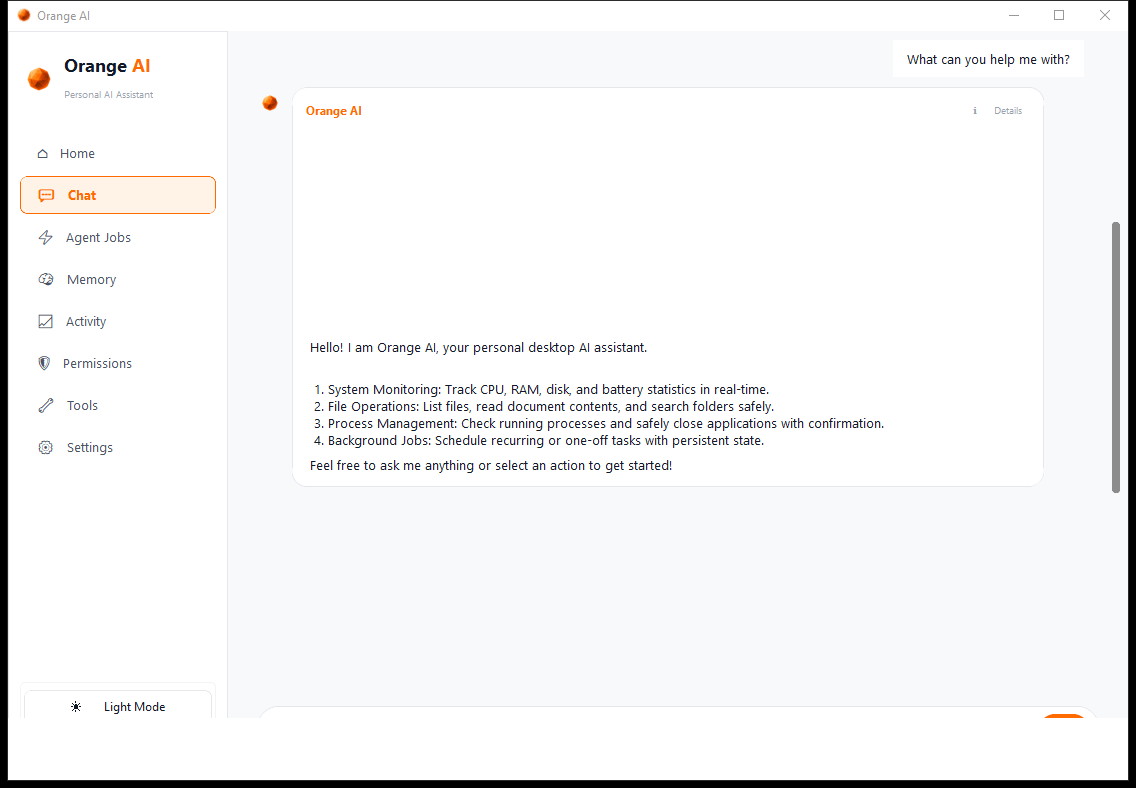 Orange AI
Orange AI
Personal AI Assistant
Home
Chat
Agent Jobs
Memory
Activity
Permissions
Tools
Settings
Light Mode
What can you help me with?
Orange AI
i Details
Hello! I am Orange AI, your personal desktop AI assistant.
1. System Monitoring: Track CPU, RAM, disk, and battery statistics in real-time.
2. File Operations: List files, read document contents, and search folders safely.
3. Process Management: Check running processes and safely close applications with confirmation.
4. Background Jobs: Schedule recurring or one-off tasks with persistent state.
Feel free to ask me anything or select an action to get started!